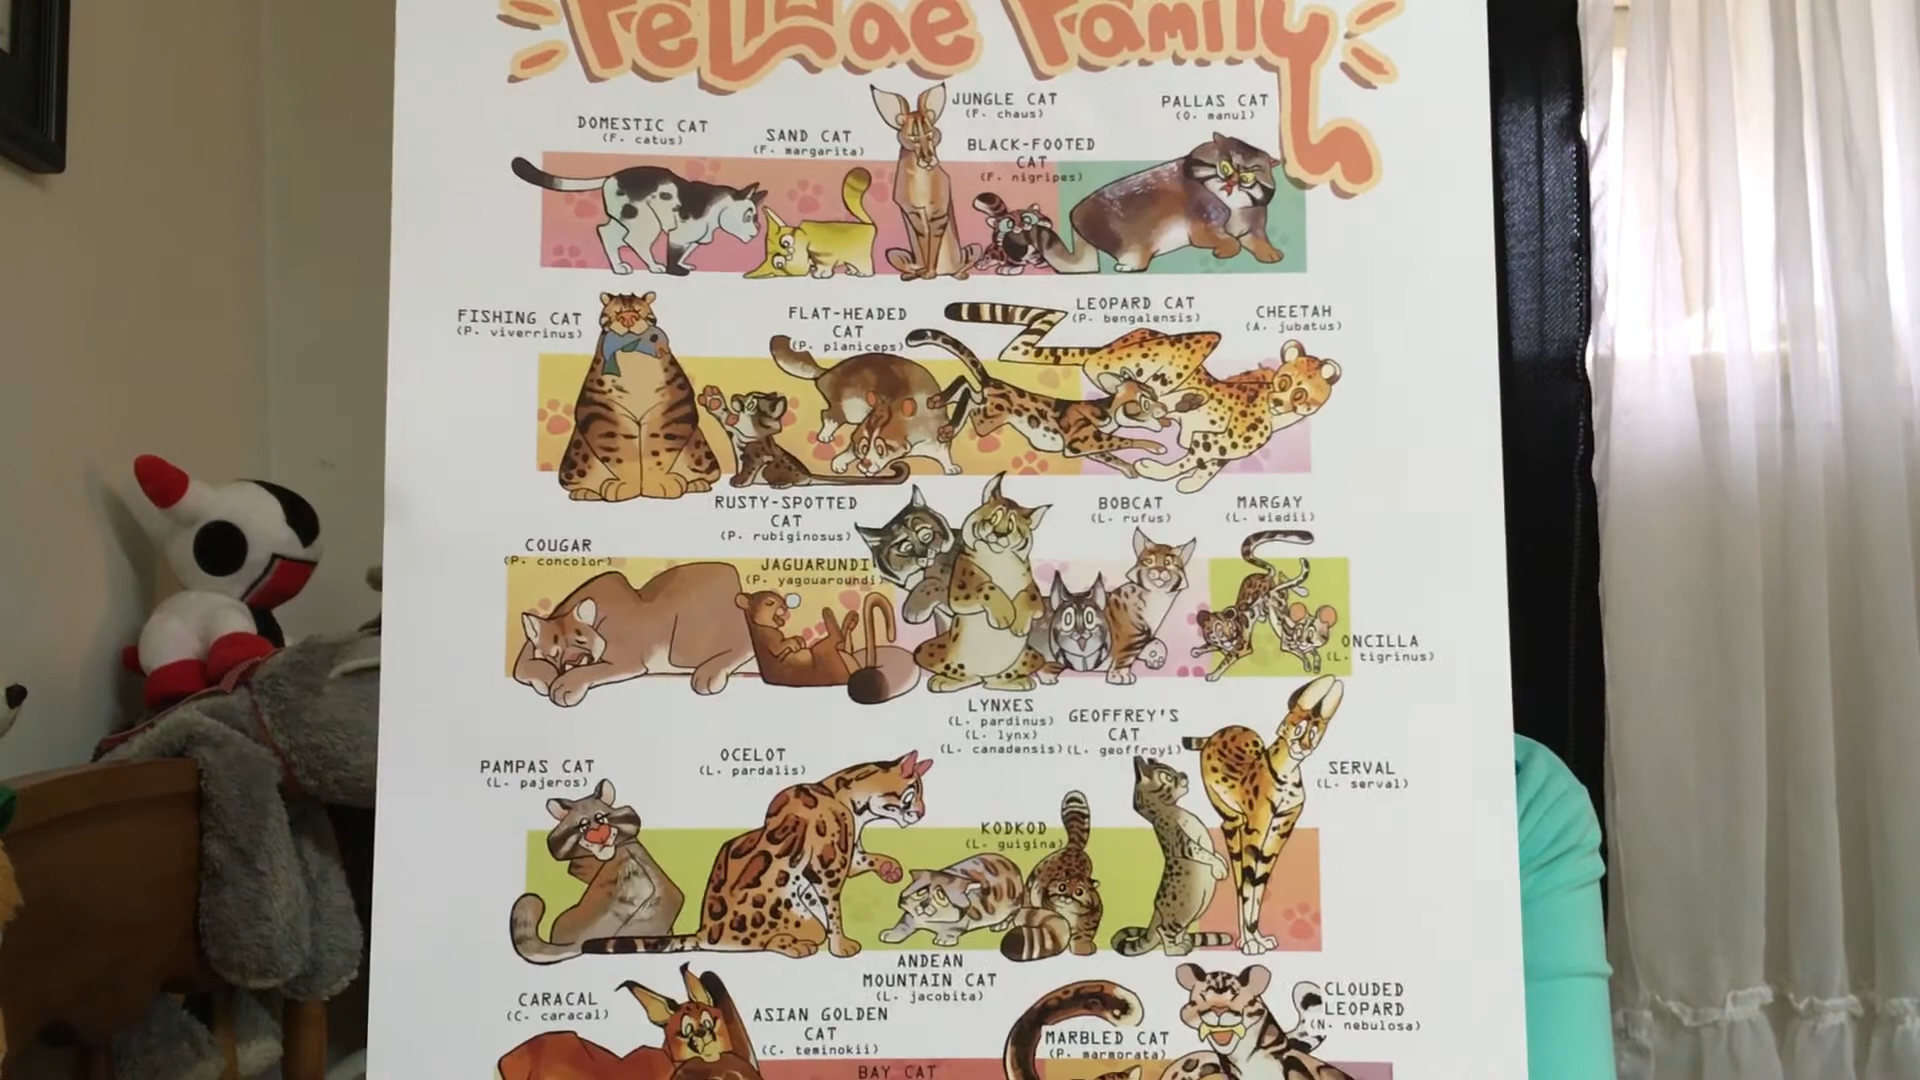 Felidae Family
DOMESTIC CAT
(F. catus)
SAND CAT
(F. margarita)
JUNGLE CAT
(F. chaus)
BLACK-FOOTED
CAT
(F. nigripes)
PALLAS CAT
(O. manul)
FISHING CAT
(P. viverrinus)
FLAT-HEADED
CAT
(P. planiceps)
LEOPARD CAT
(P. bengalensis)
CHEETAH
(A. jubatus)
RUSTY-SPOTTED
CAT
(P. rubiginosus)
BOBCAT
(L. rufus)
MARGAY
(L. wiedii)
COUGAR
(P. concolor)
JAGUARUNDI
(P. yagouaroundi)
ONCILLA
(L. tigrinus)
LYNXES
(L. pardinus)
(L. lynx)
(L. canadensis)
GEOFFREY'S
CAT
(L. geoffroyi)
PAMPAS CAT
(L. pajeros)
OCELOT
(L. pardalis)
SERVAL
(L. serval)
KODKOD
(L. guigina)
ANDEAN
MOUNTAIN CAT
(L. jacobita)
CARACAL
(C. caracal)
ASIAN GOLDEN
CAT
(C. teminokii)
MARBLED CAT
(P. marmorata)
CLOUDED
LEOPARD
(N. nebulosa)
BAY CAT